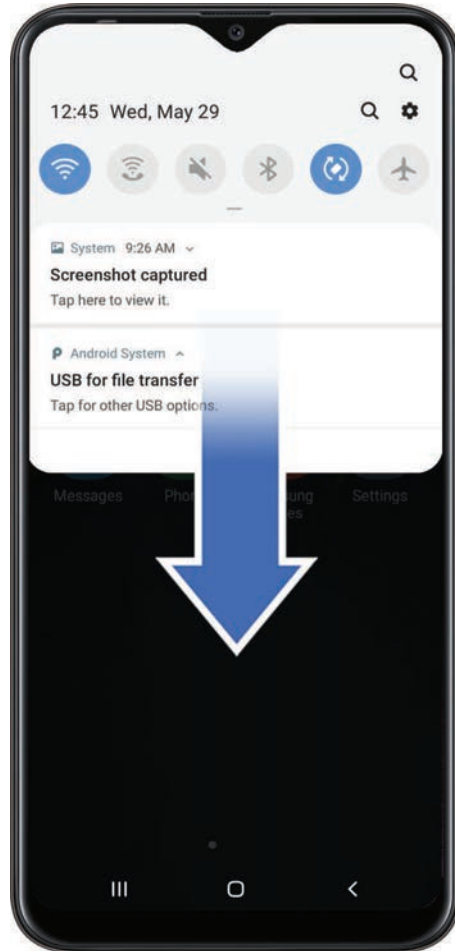 12:45 Wed, May 29
System 9:26 AM
Screenshot captured
Tap here to view it.
Android System
USB for file transfer
Tap for other USB options.
Messages Settings